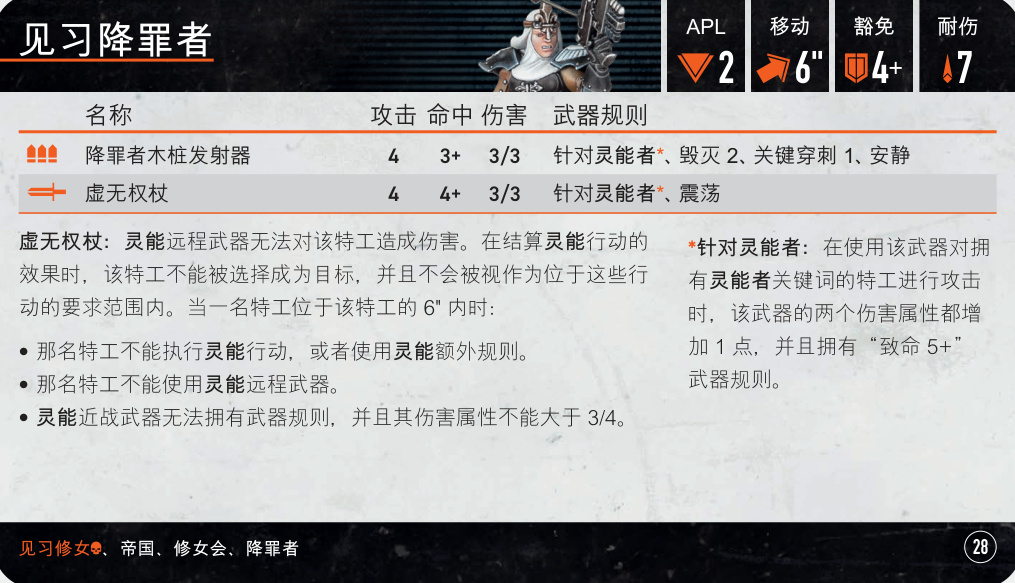 见习降罪者
APL 移动 豁免 耐伤
2 6" 4+ 7
名称 攻击 命中 伤害 武器规则
降罪者木桩发射器 4 3+ 3/3 针对灵能者*、毁灭 2、关键穿刺 1、安静
虚无权杖 4 4+ 3/3 针对灵能者*、震荡
虚无权杖：灵能远程武器无法对该特工造成伤害。在结算灵能行动的
效果时，该特工不能被选择成为目标，并且不会被视作为位于这些行
动的要求范围内。当一名特工位于该特工的 6" 内时：
• 那名特工不能执行灵能行动，或者使用灵能额外规则。
• 那名特工不能使用灵能远程武器。
• 灵能近战武器无法拥有武器规则，并且其伤害属性不能大于 3/4。
*针对灵能者：在使用该武器对拥
有灵能者关键词的特工进行攻击
时，该武器的两个伤害属性都增
加 1 点，并且拥有“致命 5+”
武器规则。
见习修女、帝国、修女会、降罪者
28